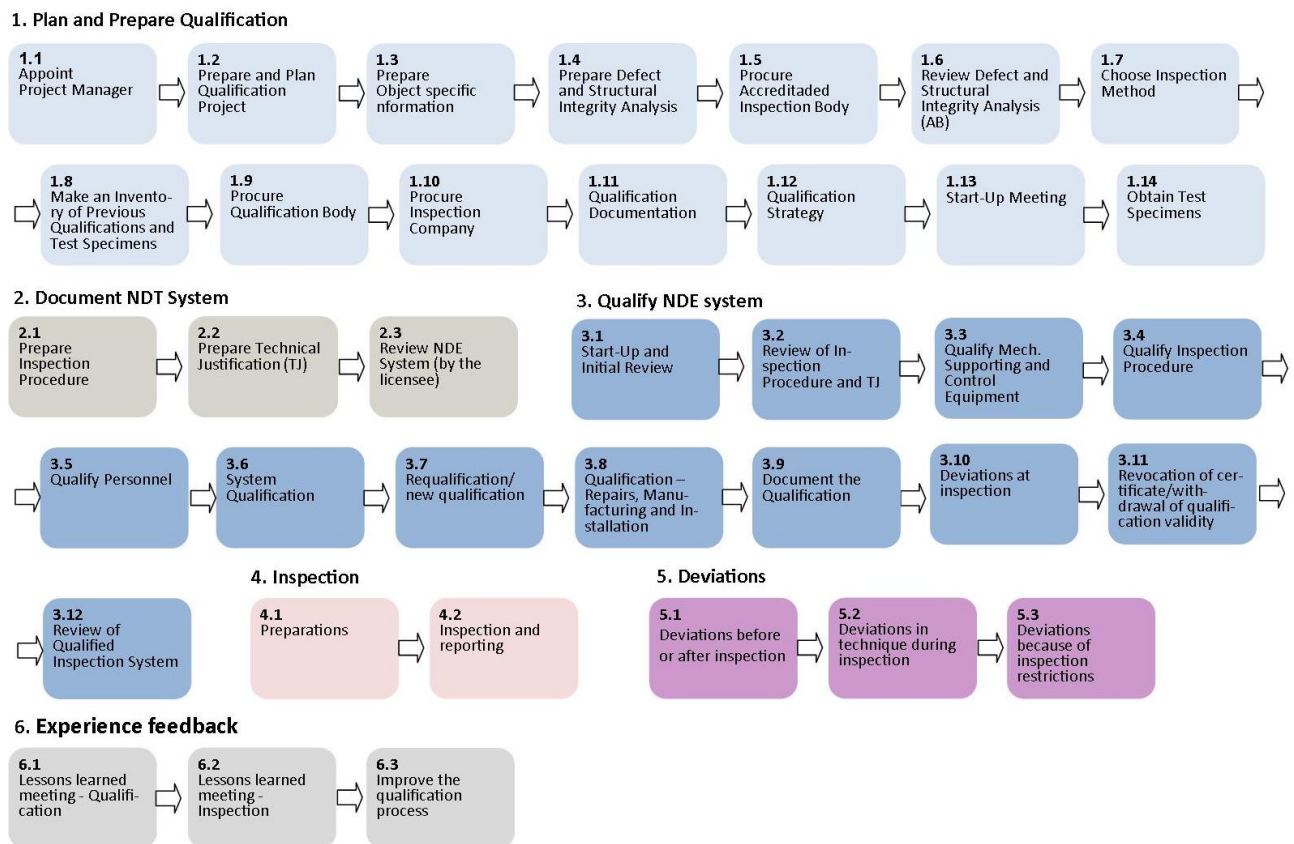 1. Plan and Prepare Qualification
1.1
Appoint
Project Manager
1.2
Prepare and Plan
Qualification
Project
1.3
Prepare
Object specific
nformation
1.4
Prepare Defect
and Structural
Integrity Analysis
1.5
Procure
Accreditaded
Inspection Body
1.6
Review Defect and
Structural
Integrity Analysis
(AB)
1.7
Choose Inspection
Method
1.8
Make an Invento-
ry of Previous
Qualifications and
Test Specimens
1.9
Procure
Qualification Body
1.10
Procure
Inspection
Company
1.11
Qualification
Documentation
1.12
Qualification
Strategy
1.13
Start-Up Meeting
1.14
Obtain Test
Specimens
2. Document NDT System
2.1
Prepare
Inspection
Procedure
2.2
Prepare Technical
Justification (TJ)
2.3
Review NDE
System (by the
licensee)
3. Qualify NDE system
3.1
Start-Up and
Initial Review
3.2
Review of In-
spection
Procedure and TJ
3.3
Qualify Mech.
Supporting and
Control
Equipment
3.4
Qualify Inspection
Procedure
3.5
Qualify Personnel
3.6
System
Qualification
3.7
Requalification/
new qualification
3.8
Qualification –
Repairs, Manu-
facturing and In-
stallation
3.9
Document the
Qualification
3.10
Deviations at
inspection
3.11
Revocation of cer-
tificate/with-
drawal of qualifi-
cation validity
3.12
Review of
Qualified
Inspection System
4. Inspection
4.1
Preparations
4.2
Inspection and
reporting
5. Deviations
5.1
Deviations before
or after inspection
5.2
Deviations in
technique during
inspection
5.3
Deviations
because of
inspection
restrictions
6. Experience feedback
6.1
Lessons learned
meeting - Qualifi-
cation
6.2
Lessons learned
meeting -
Inspection
6.3
Improve the
qualification
process